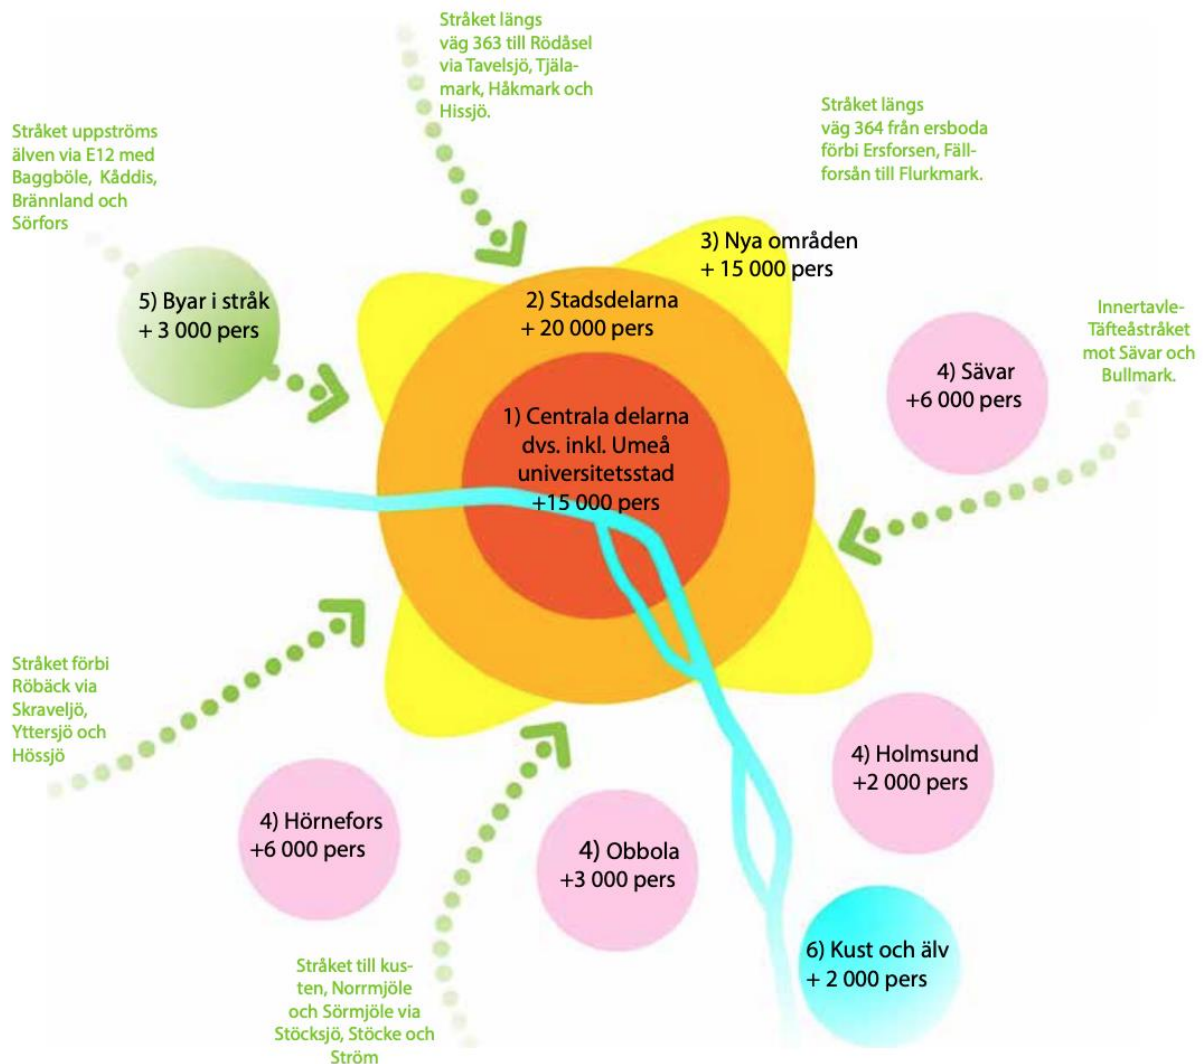 Stråket längs
väg 363 till Rödåsel
via Tavelsjö, Tjäla-
mark, Håkmark och
Hissjö.
Stråket längs
väg 364 från ersboda
förbi Ersforsen, Fäll-
forsån till Flurkmark.
Stråket uppströms
älven via E12 med
Baggböle, Kåddis,
Brännland och
Sörfors
3) Nya områden
+ 15 000 pers
5) Byar i stråk
+ 3 000 pers
2) Stadsdelarna
+ 20 000 pers
Innertavle-
Täfteåstråket
mot Sävar och
Bullmark.
4) Sävar
+6 000 pers
1) Centrala delarna
dvs. inkl. Umeå
universitetsstad
+15 000 pers
Stråket förbi
Röbäck via
Skraveljö,
Yttersjö och
Hössjö
4) Holmsund
+2 000 pers
4) Hörnefors
+6 000 pers
4) Obbola
+3 000 pers
6) Kust och älv
+ 2 000 pers
Stråket till kus-
ten, Norrmjöle
och Sörmjöle via
Stöcksjö, Stöcke och
Ström